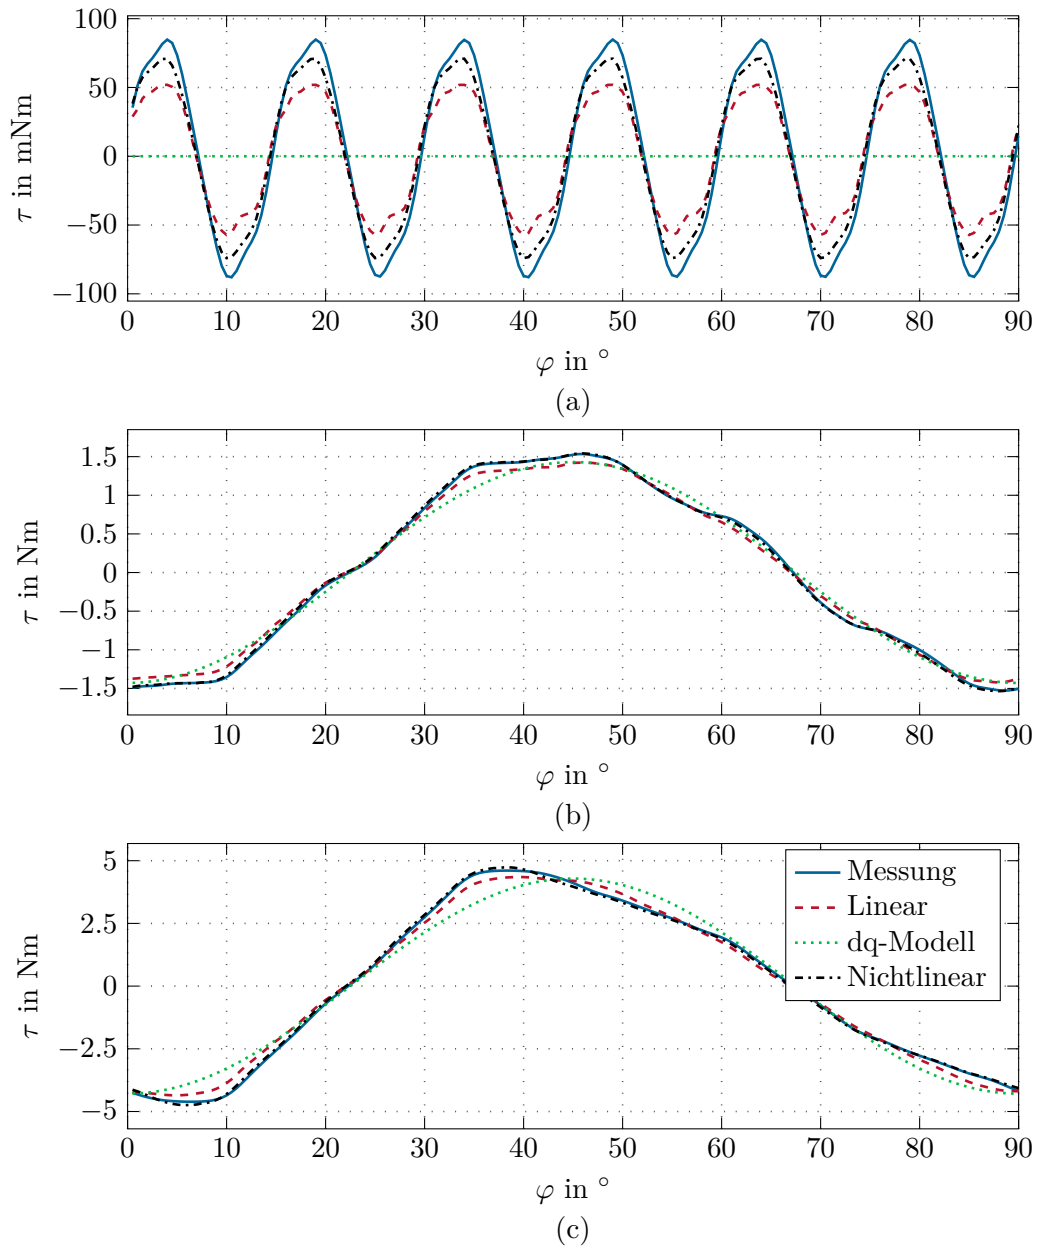 100
50
0
−50
−100
τ in mNm
0 10 20 30 40 50 60 70 80 90
φ in °
(a)
1.5
1
0.5
0
−0.5
−1
−1.5
τ in Nm
0 10 20 30 40 50 60 70 80 90
φ in °
(b)
5
2.5
0
−2.5
−5
τ in Nm
Messung
Linear
dq-Modell
Nichtlinear
0 10 20 30 40 50 60 70 80 90
φ in °
(c)